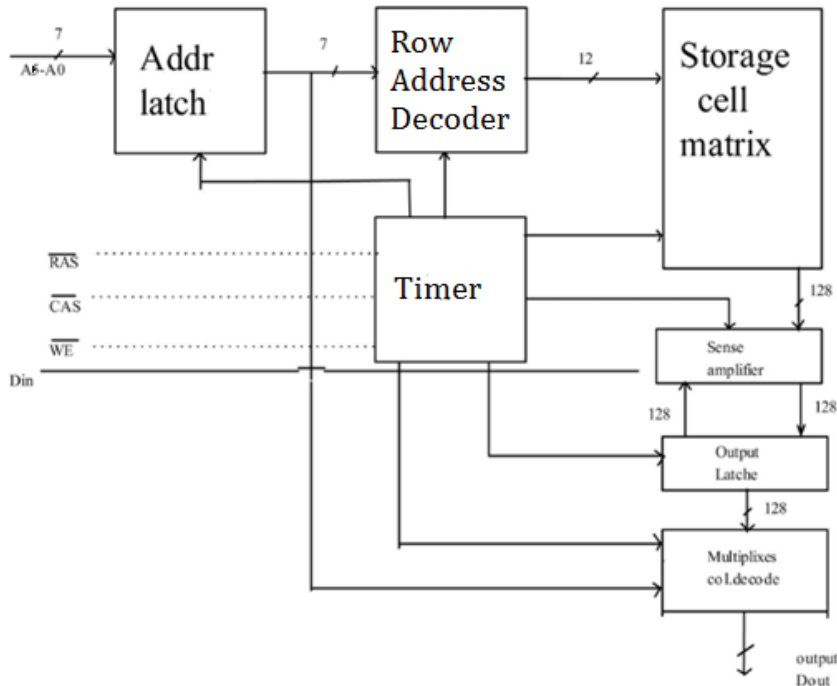 7
A6-A0
Addr
latch
7
Row
Address
Decoder
12
Storage
cell
matrix
RAS
CAS
WE
Timer
Din
128
Sense
amplifier
128
128
Output
Latche
128
Multiplixes
col.decode
output
Dout